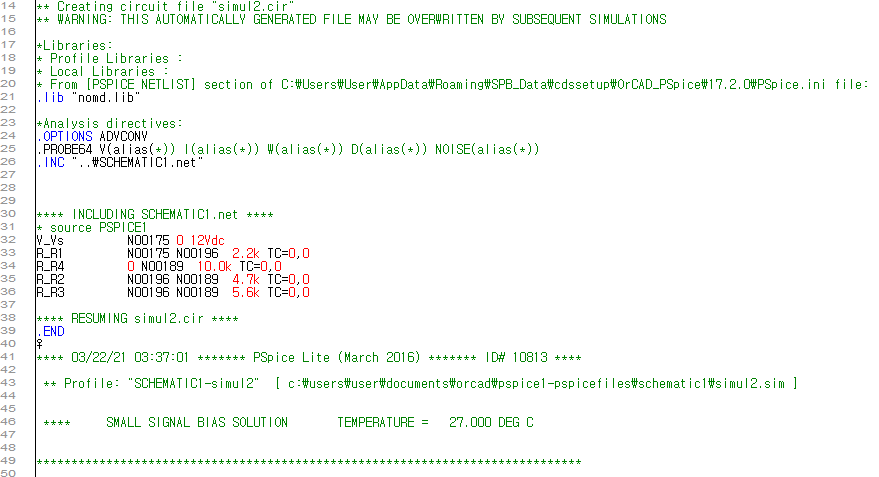 14 ** Creating circuit file "simul2.cir"
15 ** WARNING: THIS AUTOMATICALLY GENERATED FILE MAY BE OVERWRITTEN BY SUBSEQUENT SIMULATIONS
16
17 *Libraries:
18 * Profile Libraries :
19 * Local Libraries :
20 * From [PSPICE NETLIST] section of C:₩Users₩User₩AppData₩Roaming₩SPB_Data₩cdssetup₩OrCAD_PSpice₩17.2.0₩PSpice.ini file:
21 .lib "nomd.lib"
22
23 *Analysis directives:
24 .OPTIONS ADVCONV
25 .PROBE64 V(alias(*)) I(alias(*)) W(alias(*)) D(alias(*)) NOISE(alias(*))
26 .INC "..₩SCHEMATIC1.net"
27
28
29
30 **** INCLUDING SCHEMATIC1.net ****
31 * source PSPICE1
32 V_Vs N00175 0 12Vdc
33 R_R1 N00175 N00196 2.2k TC=0,0
34 R_R4 0 N00189 10.0k TC=0,0
35 R_R2 N00196 N00189 4.7k TC=0,0
36 R_R3 N00196 N00189 5.6k TC=0,0
37
38 **** RESUMING simul2.cir ****
39 .END
40 ♀
41 **** 03/22/21 03:37:01 ******* PSpice Lite (March 2016) ******* ID# 10813 ****
42
43 ** Profile: "SCHEMATIC1-simul2" [ c:₩users₩user₩documents₩orcad₩pspice1-pspicefiles₩schematic1₩simul2.sim ]
44
45
46 **** SMALL SIGNAL BIAS SOLUTION TEMPERATURE = 27.000 DEG C
47
48
49 ******************************************************************************
50